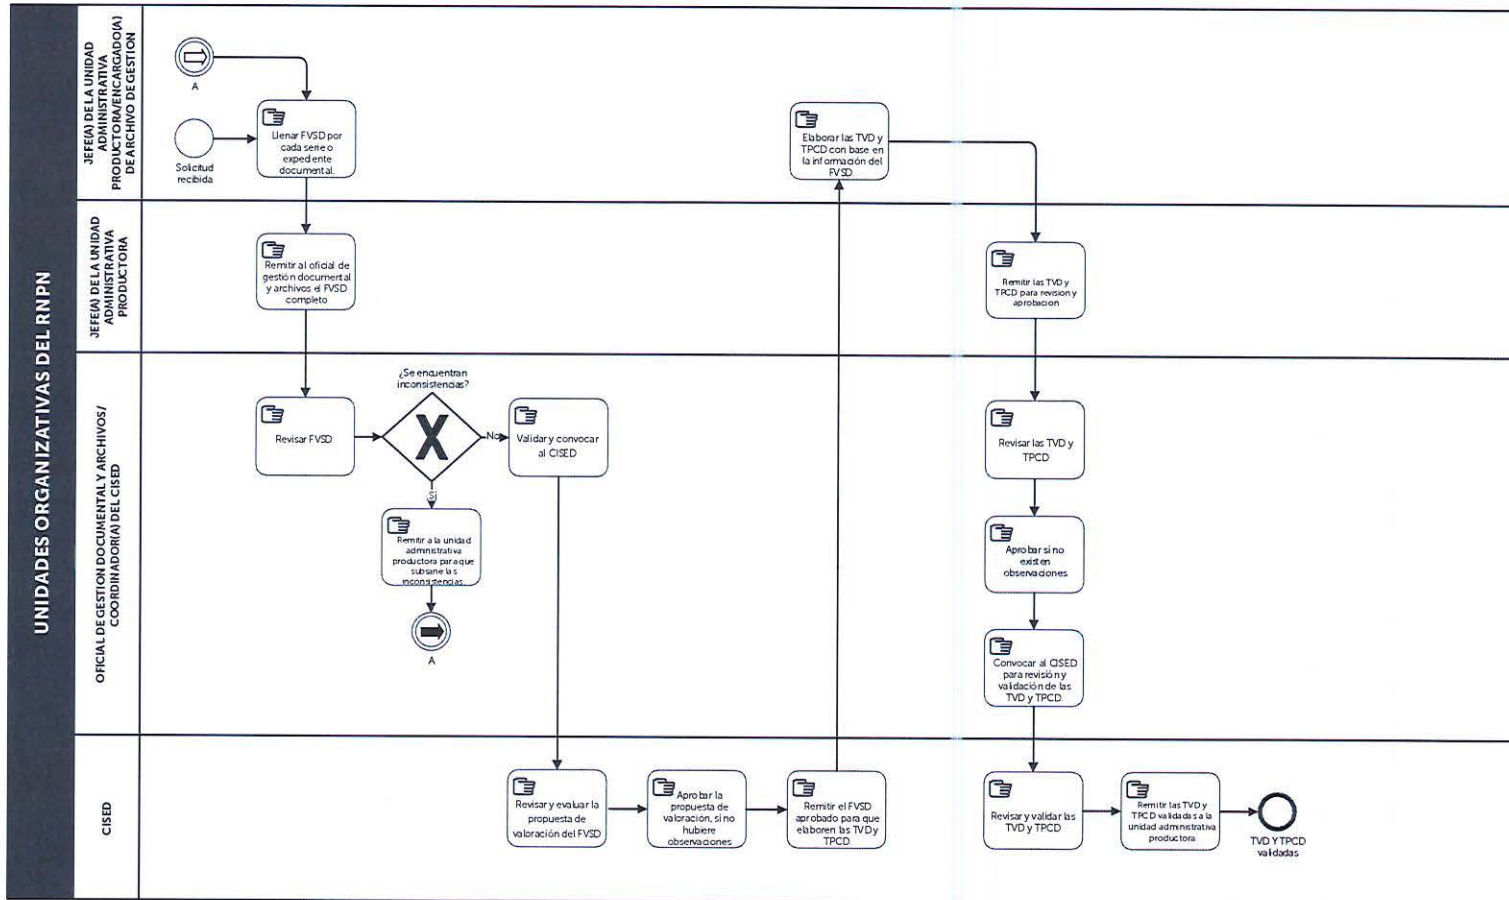 UNIDADES ORGANIZATIVAS DEL RNPN
JEFE(A) DE LA UNIDAD
ADMINISTRATIVA
PRODUCTORA/ENCARGADO(A)
DE ARCHIVO DE GESTION
A
Solicitud
recibida
Llenar FVSD por
cada serie o
expediente
documental.
Elaborar las TVD y
TPCD con base en
la información del
FVSD.
JEFE(A) DE LA UNIDAD
ADMINISTRATIVA
PRODUCTORA
Remitir al oficial de
gestión documental
y archivos el FVSD
completo
Remitir las TVD y
TPCD para revision y
aprobacion
OFICIAL DE GESTION DOCUMENTAL Y ARCHIVOS/
COORDINADOR(A) DEL CISED
Revisar FVSD
¿Se encuentran
inconsistencias?
No
Validar y convocar
al CISED
Sí
Remitir a la unidad
administrativa
productora para que
subsane las
inconsistencias.
A
Revisar las TVD y
TPCD
Aprobar si no
existen
observaciones
Convocar al CISED
para revisión y
validación de las
TVD y TPCD.
CISED
Revisar y evaluar la
propuesta de
valoración del FVSD
Aprobar la
propuesta de
valoración, si no
hubiere
observaciones
Remitir el FVSD
aprobado para que
elaboren las TVD y
TPCD.
Revisar y validar las
TVD y TPCD
Remitir las TVD y
TPCD validadas a la
unidad administrativa
productora
TVD Y TPCD
validadas